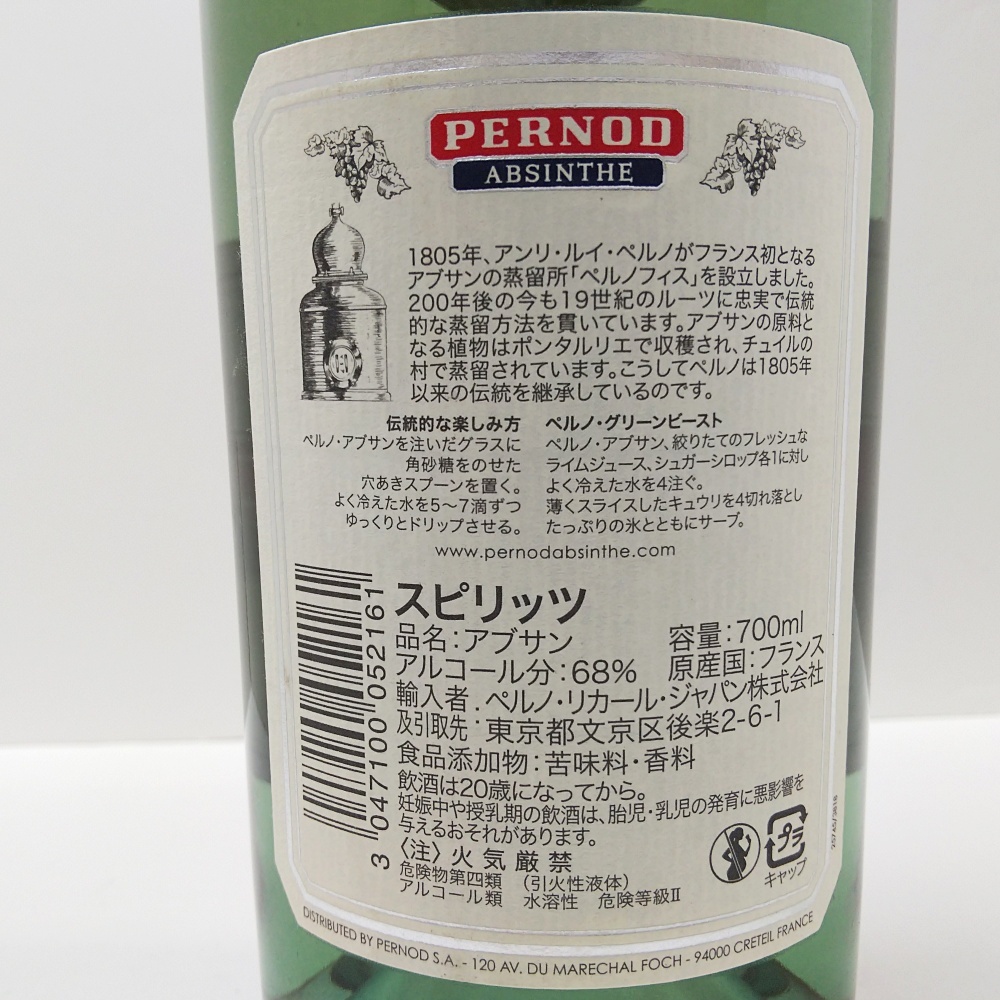 PERNOD
ABSINTHE
1805年、アンリ・ルイ・ペルノがフランス初となる
アブサンの蒸留所「ペルノフィス」を設立しました。
200年後の今も19世紀のルーツに忠実で伝統
的な蒸留方法を貫いています。アブサンの原料と
なる植物はポンタルリエで収穫され、チュイルの
村で蒸留されています。こうしてペルノは1805年
以来の伝統を継承しているのです。
伝統的な楽しみ方
ペルノ・アブサンを注いだグラスに
角砂糖をのせた
穴あきスプーンを置く。
よく冷えた水を5〜7滴ずつ
ゆっくりとドリップさせる。
ペルノ・グリーンビースト
ペルノ・アブサン、絞りたてのフレッシュな
ライムジュース、シュガーシロップ各1に対し
よく冷えた水を4注ぐ。
薄くスライスしたキュウリを4切れ落とし
たっぷりの氷とともにサーブ。
www.pernodabsinthe.com
3 047100 052161
スピリッツ
品名:アブサン 容量:700ml
アルコール分:68% 原産国:フランス
輸入者.ペルノ・リカール・ジャパン株式会社
及引取先:東京都文京区後楽2-6-1
食品添加物:苦味料・香料
飲酒は20歳になってから。
妊娠中や授乳期の飲酒は、胎児・乳児の発育に悪影響を
与えるおそれがあります。
〈注〉火気厳禁
危険物第四類 (引火性液体)
アルコール類 水溶性 危険等級Ⅱ
プラ
キャップ
DISTRIBUTED BY PERNOD S.A. - 120 AV. DU MARECHAL FOCH - 94000 CRETEIL FRANCE